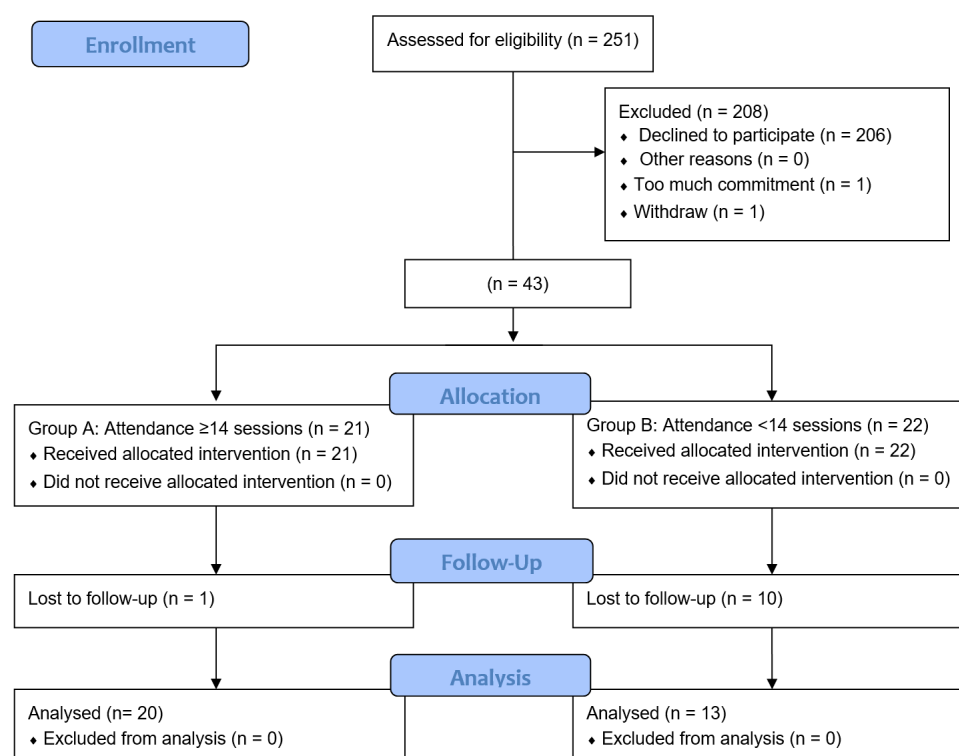 Enrollment
Assessed for eligibility (n = 251)
Excluded (n = 208)
♦ Declined to participate (n = 206)
♦ Other reasons (n = 0)
♦ Too much commitment (n = 1)
♦ Withdraw (n = 1)
(n = 43)
Allocation
Group A: Attendance ≥14 sessions (n = 21)
♦ Received allocated intervention (n = 21)
♦ Did not receive allocated intervention (n = 0)
Group B: Attendance <14 sessions (n = 22)
♦ Received allocated intervention (n = 22)
♦ Did not receive allocated intervention (n = 0)
Follow-Up
Lost to follow-up (n = 1)
Lost to follow-up (n = 10)
Analysis
Analysed (n= 20)
♦ Excluded from analysis (n = 0)
Analysed (n = 13)
♦ Excluded from analysis (n = 0)